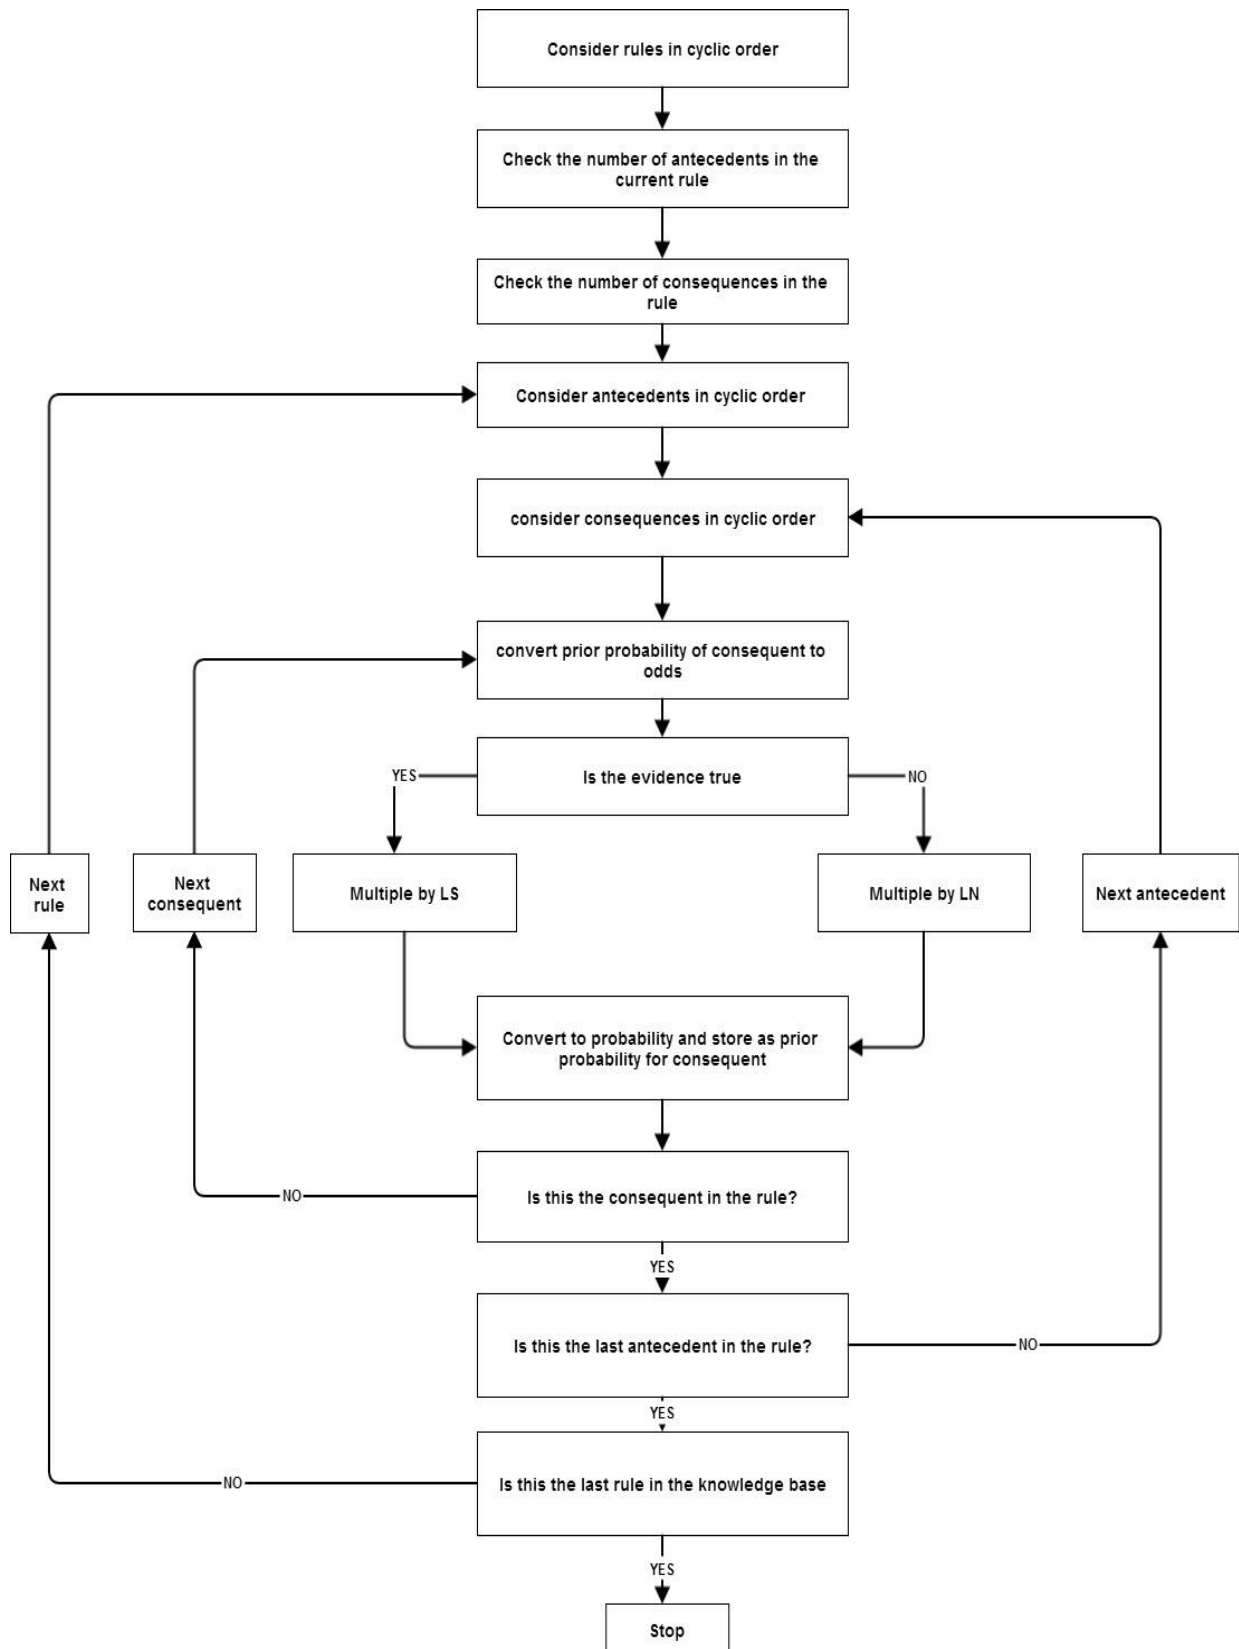 Consider rules in cyclic order
Check the number of antecedents in the
current rule
Check the number of consequences in the
rule
Consider antecedents in cyclic order
consider consequences in cyclic order
convert prior probability of consequent to
odds
Is the evidence true
YES
NO
Next
rule
Next
consequent
Multiple by LS
Multiple by LN
Next antecedent
Convert to probability and store as prior
probability for consequent
Is this the consequent in the rule?
NO
YES
Is this the last antecedent in the rule?
NO
YES
Is this the last rule in the knowledge base
NO
YES
Stop